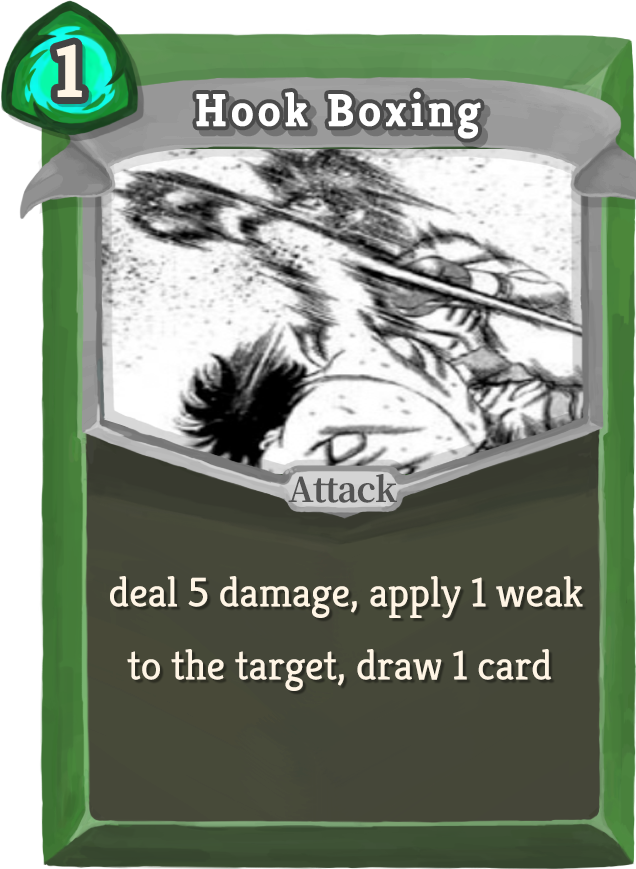 1
Hook Boxing
Attack
deal 5 damage, apply 1 weak
to the target, draw 1 card